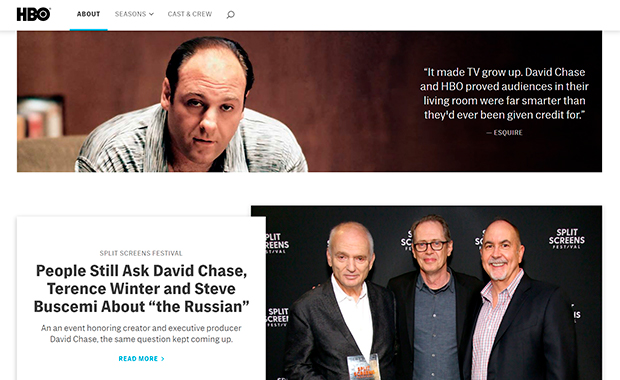 HBO
ABOUT
SEASONS
CAST & CREW
“It made TV grow up. David Chase
and HBO proved audiences in their
living room were far smarter than
they'd ever been given credit for.”
— ESQUIRE
SPLIT SCREENS FESTIVAL
People Still Ask David Chase,
Terence Winter and Steve
Buscemi About “the Russian”
An an event honoring creator and executive producer
David Chase, the same question kept coming up.
READ MORE
SPLIT
SCREENS
FESTIVAL
SPLIT
SCREENS
FESTIVAL
SPLIT
SCREENS
FESTIVAL